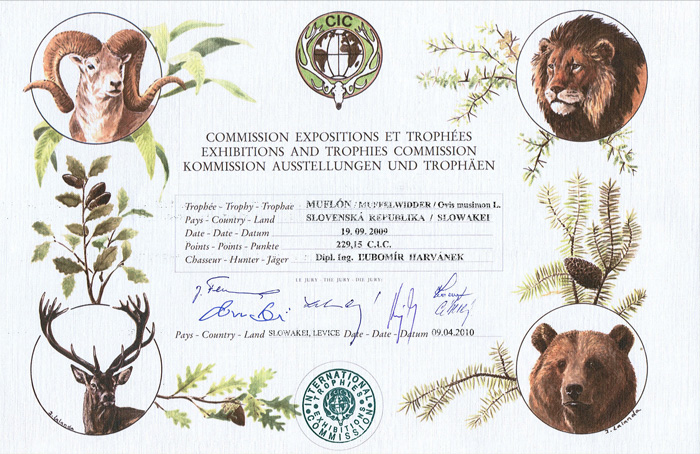 CIC
COMMISSION EXPOSITIONS ET TROPHÉES
EXHIBITIONS AND TROPHIES COMMISSION
KOMMISSION AUSSTELLUNGEN UND TROPHÄEN
Trophée - Trophy - Trophae MUFLÓN / MUFFELWIDDER / Ovis musimon L.
Pays - Country - Land SLOVENSKÁ REPUBLIKA / SLOWAKEI
Date - Date - Datum 19. 09. 2009
Points - Points - Punkte 229,15 C.I.C.
Chasseur - Hunter - Jäger Dipl. Ing. ĽUBOMÍR HARVÁNEK
LE JURY - THE JURY - DIE JURY:
Pays - Country - Land SLOWAKEI, LEVICE Date - Date - Datum 09.04.2010
INTERNATIONAL
TROPHIES
EXHIBITIONS
COMMISSION
J. Lalanda
J. Lalanda